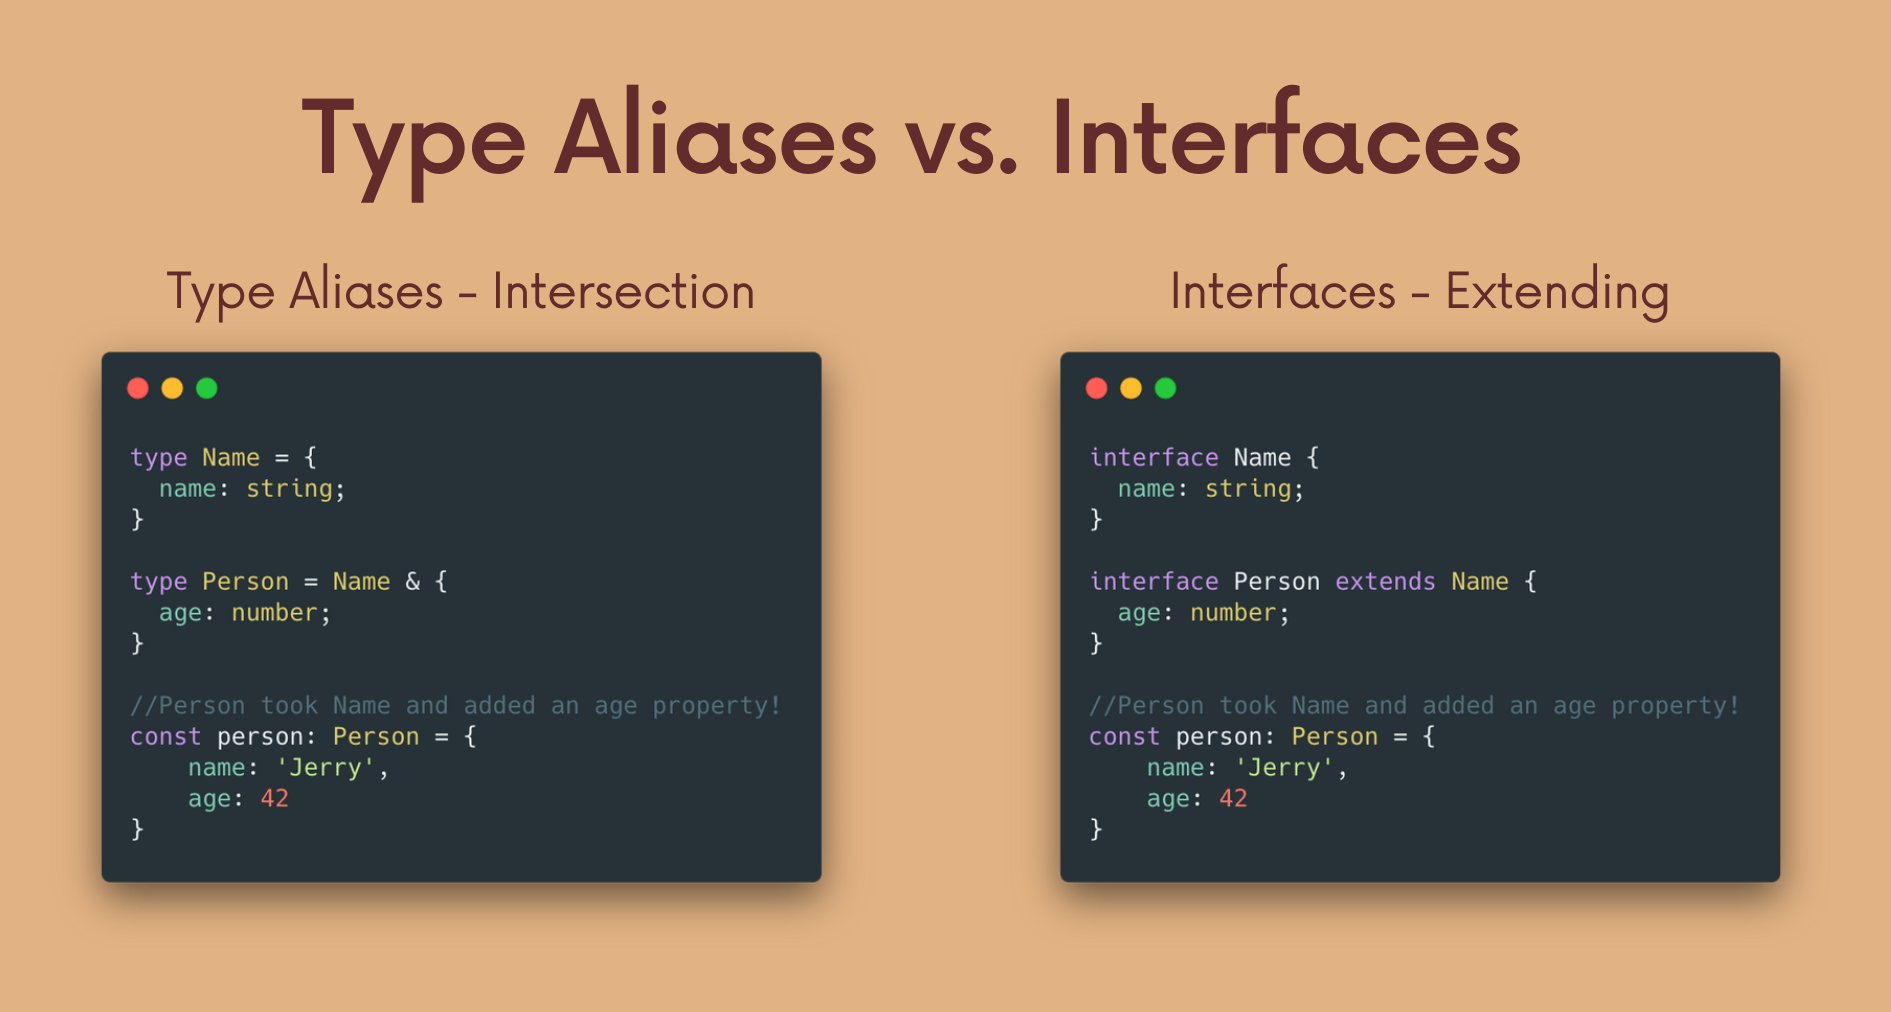 Type Aliases vs. Interfaces
Type Aliases - Intersection
type Name = {
  name: string;
}

type Person = Name & {
  age: number;
}

//Person took Name and added an age property!
const person: Person = {
    name: 'Jerry',
    age: 42
}
Interfaces - Extending
interface Name {
  name: string;
}

interface Person extends Name {
  age: number;
}

//Person took Name and added an age property!
const person: Person = {
    name: 'Jerry',
    age: 42
}